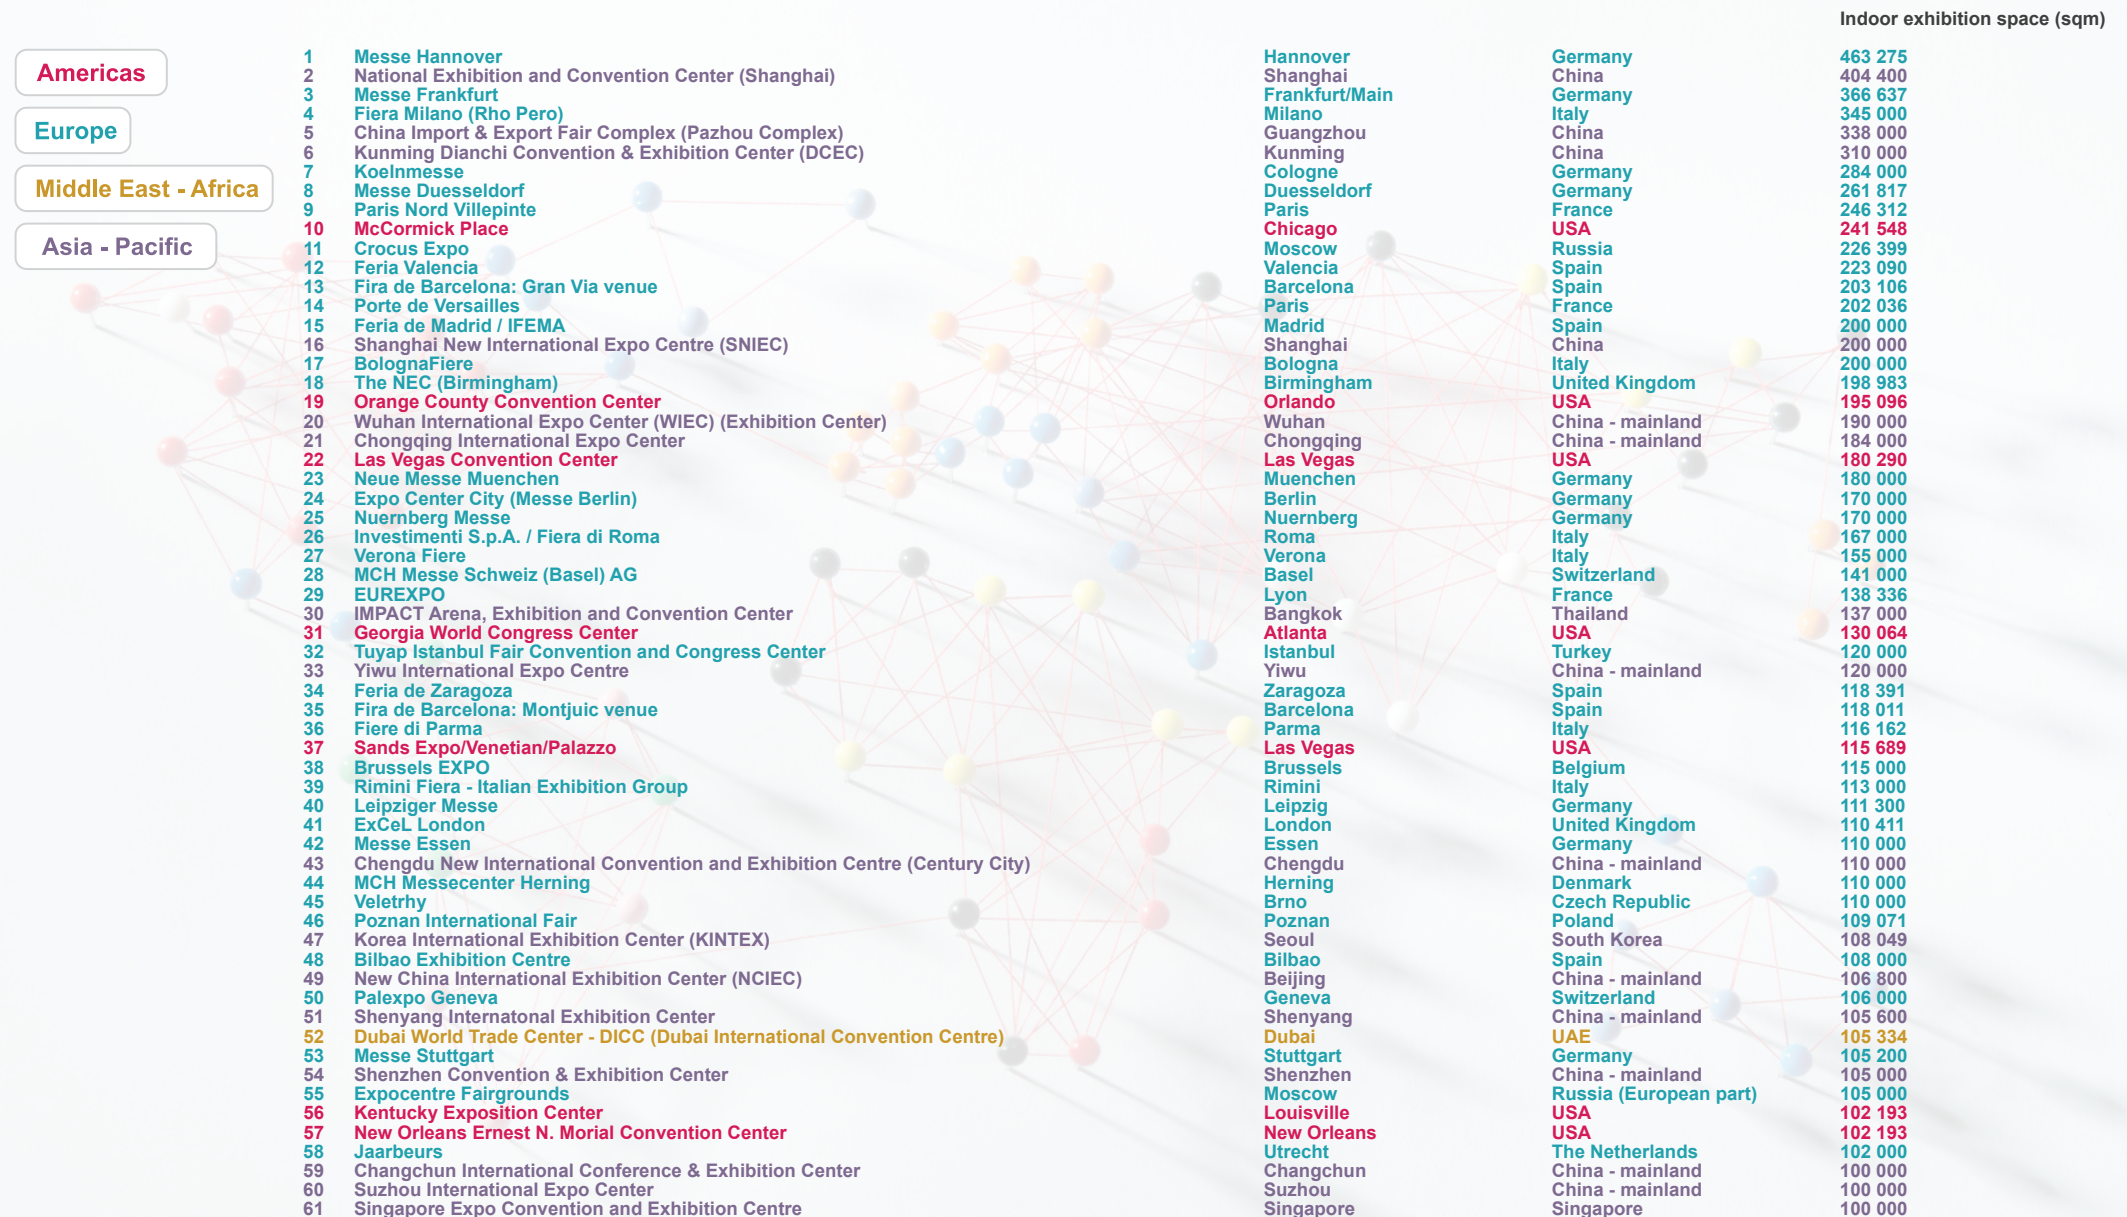 Indoor exhibition space (sqm)
Americas
Europe
Middle East - Africa
Asia - Pacific
1 Messe Hannover Hannover Germany 463 275
2 National Exhibition and Convention Center (Shanghai) Shanghai China 404 400
3 Messe Frankfurt Frankfurt/Main Germany 366 637
4 Fiera Milano (Rho Pero) Milano Italy 345 000
5 China Import & Export Fair Complex (Pazhou Complex) Guangzhou China 338 000
6 Kunming Dianchi Convention & Exhibition Center (DCEC) Kunming China 310 000
7 Koelnmesse Cologne Germany 284 000
8 Messe Duesseldorf Duesseldorf Germany 261 817
9 Paris Nord Villepinte Paris France 246 312
10 McCormick Place Chicago USA 241 548
11 Crocus Expo Moscow Russia 226 399
12 Feria Valencia Valencia Spain 223 090
13 Fira de Barcelona: Gran Via venue Barcelona Spain 203 106
14 Porte de Versailles Paris France 202 036
15 Feria de Madrid / IFEMA Madrid Spain 200 000
16 Shanghai New International Expo Centre (SNIEC) Shanghai China 200 000
17 BolognaFiere Bologna Italy 200 000
18 The NEC (Birmingham) Birmingham United Kingdom 198 983
19 Orange County Convention Center Orlando USA 195 096
20 Wuhan International Expo Center (WIEC) (Exhibition Center) Wuhan China - mainland 190 000
21 Chongqing International Expo Center Chongqing China - mainland 184 000
22 Las Vegas Convention Center Las Vegas USA 180 290
23 Neue Messe Muenchen Muenchen Germany 180 000
24 Expo Center City (Messe Berlin) Berlin Germany 170 000
25 Nuernberg Messe Nuernberg Germany 170 000
26 Investimenti S.p.A. / Fiera di Roma Roma Italy 167 000
27 Verona Fiere Verona Italy 155 000
28 MCH Messe Schweiz (Basel) AG Basel Switzerland 141 000
29 EUREXPO Lyon France 138 336
30 IMPACT Arena, Exhibition and Convention Center Bangkok Thailand 137 000
31 Georgia World Congress Center Atlanta USA 130 064
32 Tuyap Istanbul Fair Convention and Congress Center Istanbul Turkey 120 000
33 Yiwu International Expo Centre Yiwu China - mainland 120 000
34 Feria de Zaragoza Zaragoza Spain 118 391
35 Fira de Barcelona: Montjuic venue Barcelona Spain 118 011
36 Fiere di Parma Parma Italy 116 162
37 Sands Expo/Venetian/Palazzo Las Vegas USA 115 689
38 Brussels EXPO Brussels Belgium 115 000
39 Rimini Fiera - Italian Exhibition Group Rimini Italy 113 000
40 Leipziger Messe Leipzig Germany 111 300
41 ExCeL London London United Kingdom 110 411
42 Messe Essen Essen Germany 110 000
43 Chengdu New International Convention and Exhibition Centre (Century City) Chengdu China - mainland 110 000
44 MCH Messecenter Herning Herning Denmark 110 000
45 Veletrhy Brno Czech Republic 110 000
46 Poznan International Fair Poznan Poland 109 071
47 Korea International Exhibition Center (KINTEX) Seoul South Korea 108 049
48 Bilbao Exhibition Centre Bilbao Spain 108 000
49 New China International Exhibition Center (NCIEC) Beijing China - mainland 106 800
50 Palexpo Geneva Geneva Switzerland 106 000
51 Shenyang Internatonal Exhibition Center Shenyang China - mainland 105 600
52 Dubai World Trade Center - DICC (Dubai International Convention Centre) Dubai UAE 105 334
53 Messe Stuttgart Stuttgart Germany 105 200
54 Shenzhen Convention & Exhibition Center Shenzhen China - mainland 105 000
55 Expocentre Fairgrounds Moscow Russia (European part) 105 000
56 Kentucky Exposition Center Louisville USA 102 193
57 New Orleans Ernest N. Morial Convention Center New Orleans USA 102 193
58 Jaarbeurs Utrecht The Netherlands 102 000
59 Changchun International Conference & Exhibition Center Changchun China - mainland 100 000
60 Suzhou International Expo Center Suzhou China - mainland 100 000
61 Singapore Expo Convention and Exhibition Centre Singapore Singapore 100 000